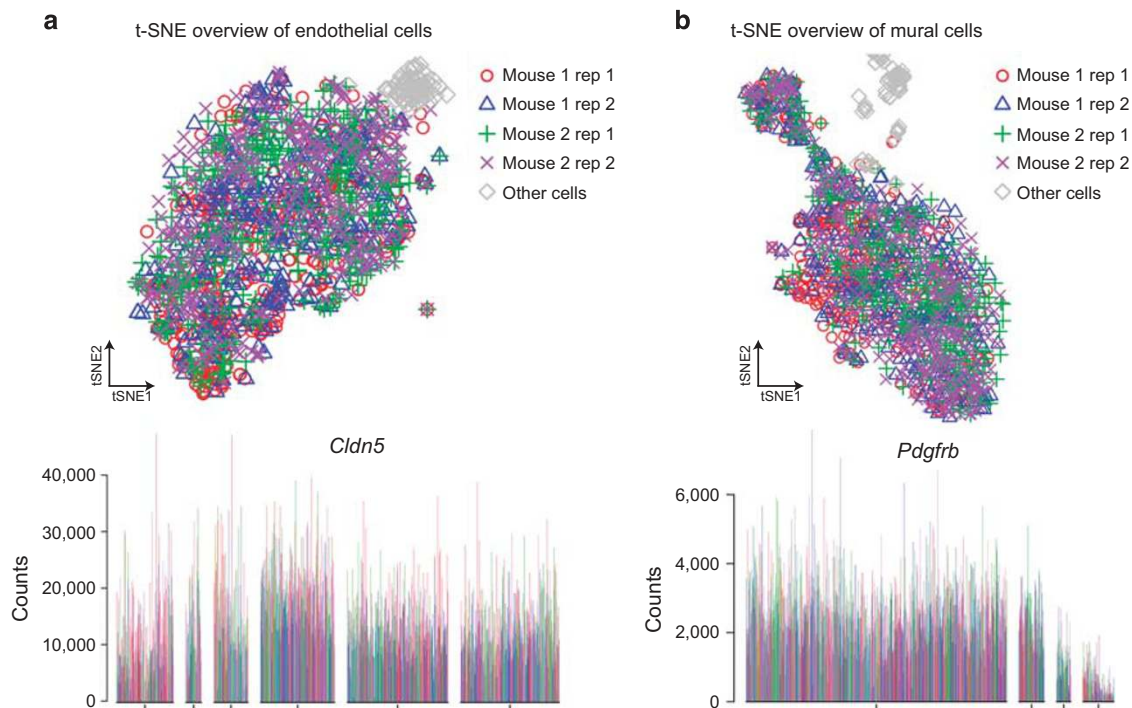 a
t-SNE overview of endothelial cells
Mouse 1 rep 1
Mouse 1 rep 2
Mouse 2 rep 1
Mouse 2 rep 2
Other cells
tSNE2
tSNE1
Cldn5
Counts
40,000
30,000
20,000
10,000
0
b
t-SNE overview of mural cells
Mouse 1 rep 1
Mouse 1 rep 2
Mouse 2 rep 1
Mouse 2 rep 2
Other cells
tSNE2
tSNE1
Pdgfrb
Counts
6,000
4,000
2,000
0